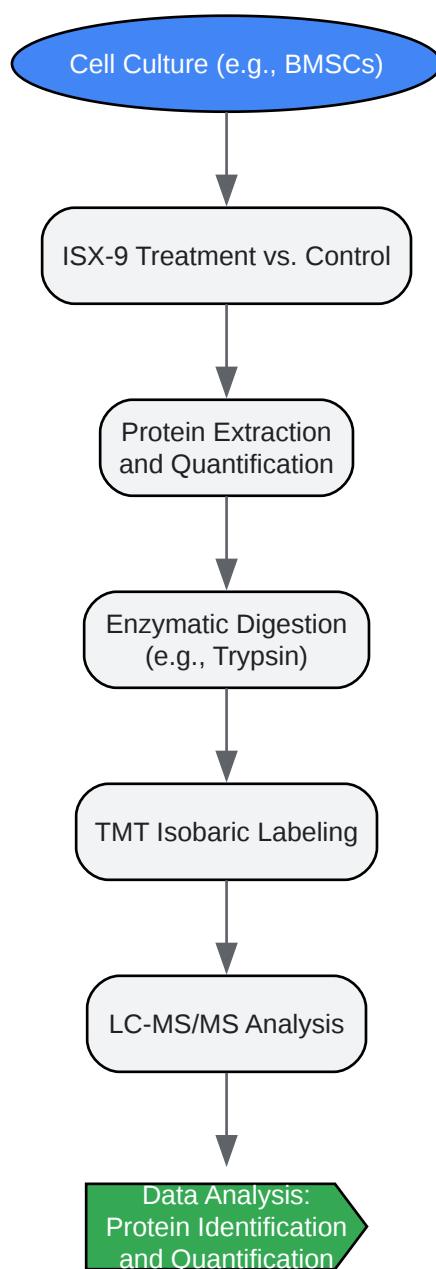 Cell Culture (e.g., BMSCs)
ISX-9 Treatment vs. Control
Protein Extraction
and Quantification
Enzymatic Digestion
(e.g., Trypsin)
TMT Isobaric Labeling
LC-MS/MS Analysis
Data Analysis:
Protein Identification
and Quantification